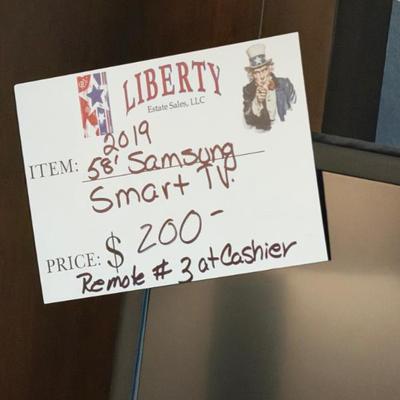 LIBERTY
Estate Sales, LLC
2019
ITEM: 58' Samsung
Smart TV.
PRICE: $ 200-
Remote # 3 at Cashier